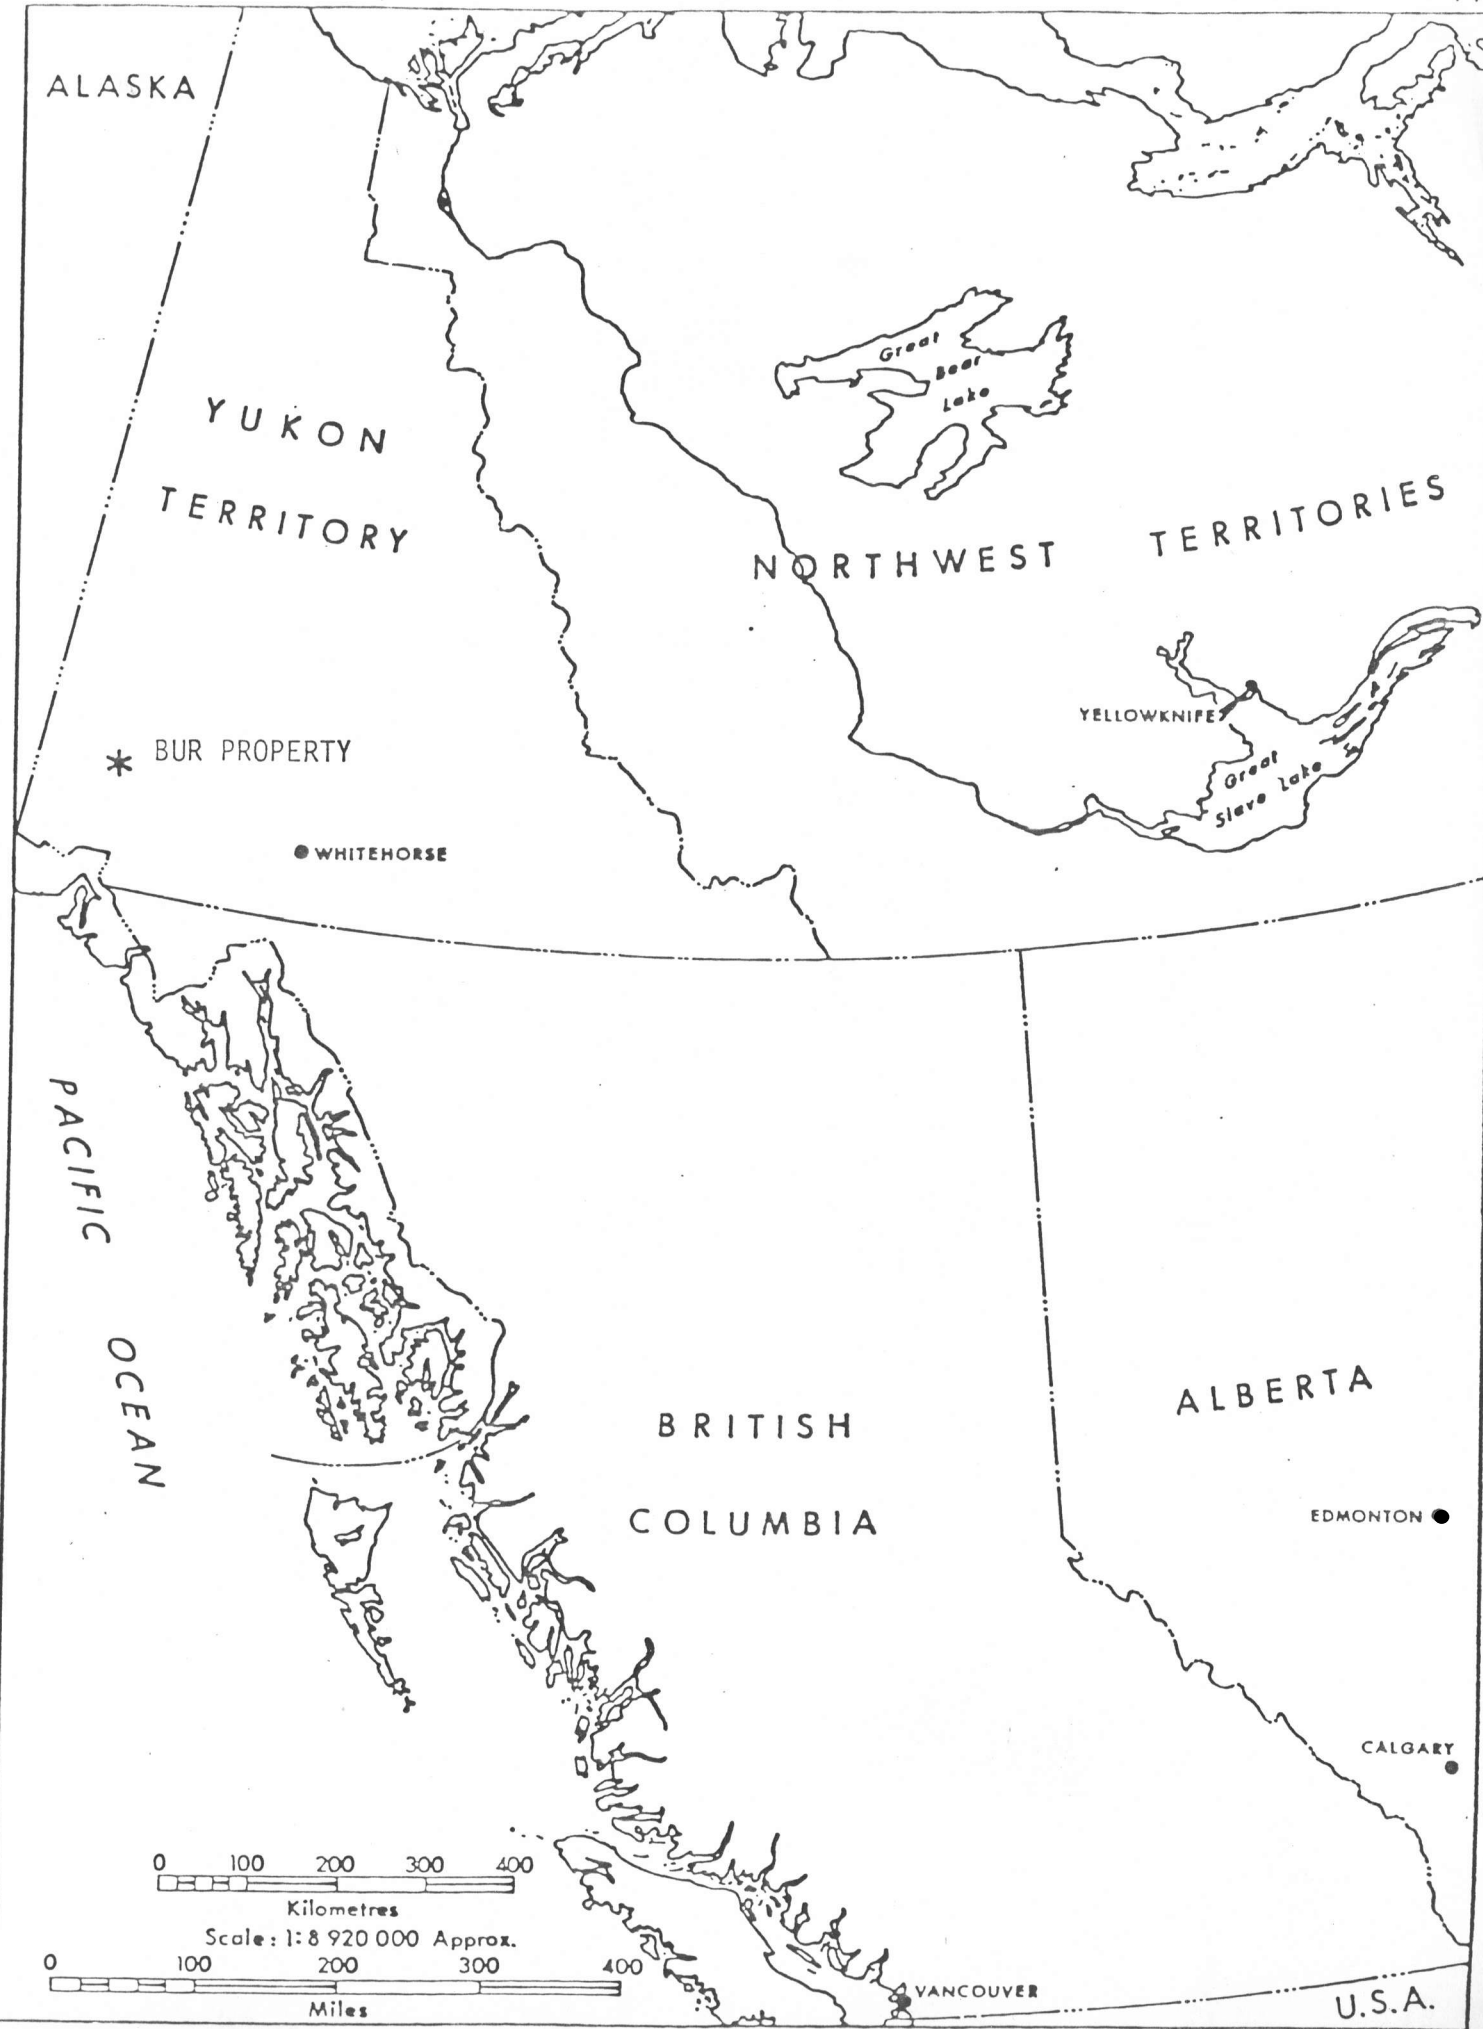 ALASKA
Great
Bear
Lake
YUKON
TERRITORY
NORTHWEST TERRITORIES
YELLOWKNIFE
Great
Slave Lake
BUR PROPERTY
WHITEHORSE
PACIFIC
OCEAN
BRITISH
COLUMBIA
ALBERTA
EDMONTON
CALGARY
0 100 200 300 400
Kilometres
Scale: 1:8 920 000 Approx.
0 100 200 300 400
Miles
VANCOUVER
U.S.A.